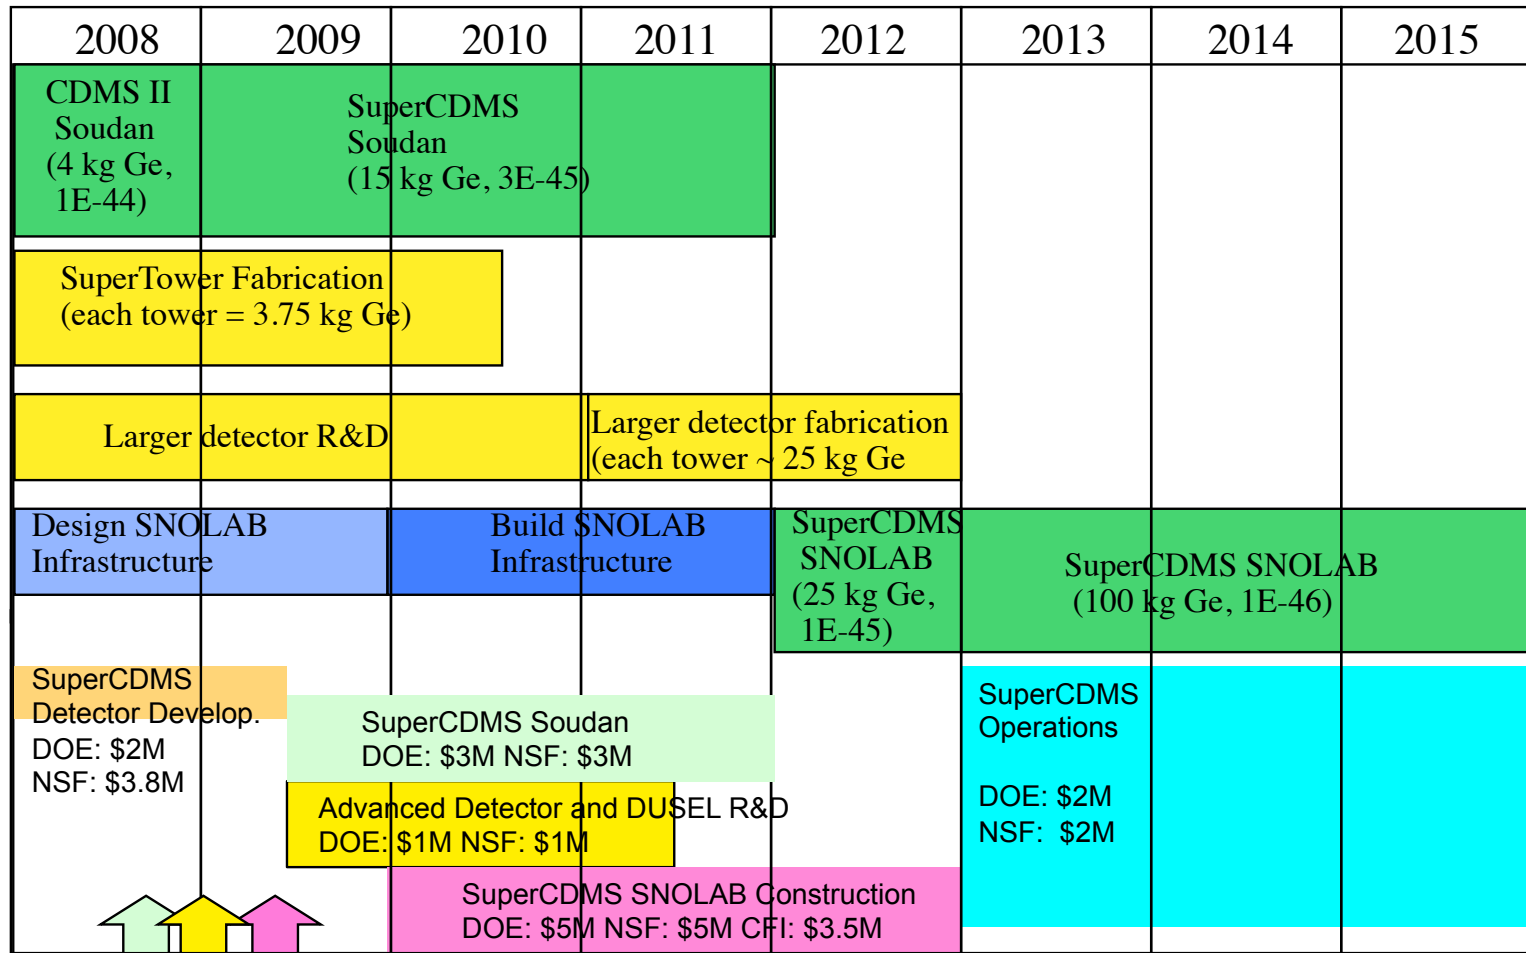 2008 2009 2010 2011 2012 2013 2014 2015
CDMS II
Soudan
(4 kg Ge,
1E-44)
SuperCDMS
Soudan
(15 kg Ge, 3E-45)
SuperTower Fabrication
(each tower = 3.75 kg Ge)
Larger detector R&D
Larger detector fabrication
(each tower ~ 25 kg Ge
Design SNOLAB
Infrastructure
Build SNOLAB
Infrastructure
SuperCDMS
SNOLAB
(25 kg Ge,
1E-45)
SuperCDMS SNOLAB
(100 kg Ge, 1E-46)
SuperCDMS
Detector Develop.
DOE: $2M
NSF: $3.8M
SuperCDMS Soudan
DOE: $3M NSF: $3M
Advanced Detector and DUSEL R&D
DOE: $1M NSF: $1M
SuperCDMS SNOLAB Construction
DOE: $5M NSF: $5M CFI: $3.5M
SuperCDMS
Operations
DOE: $2M
NSF: $2M